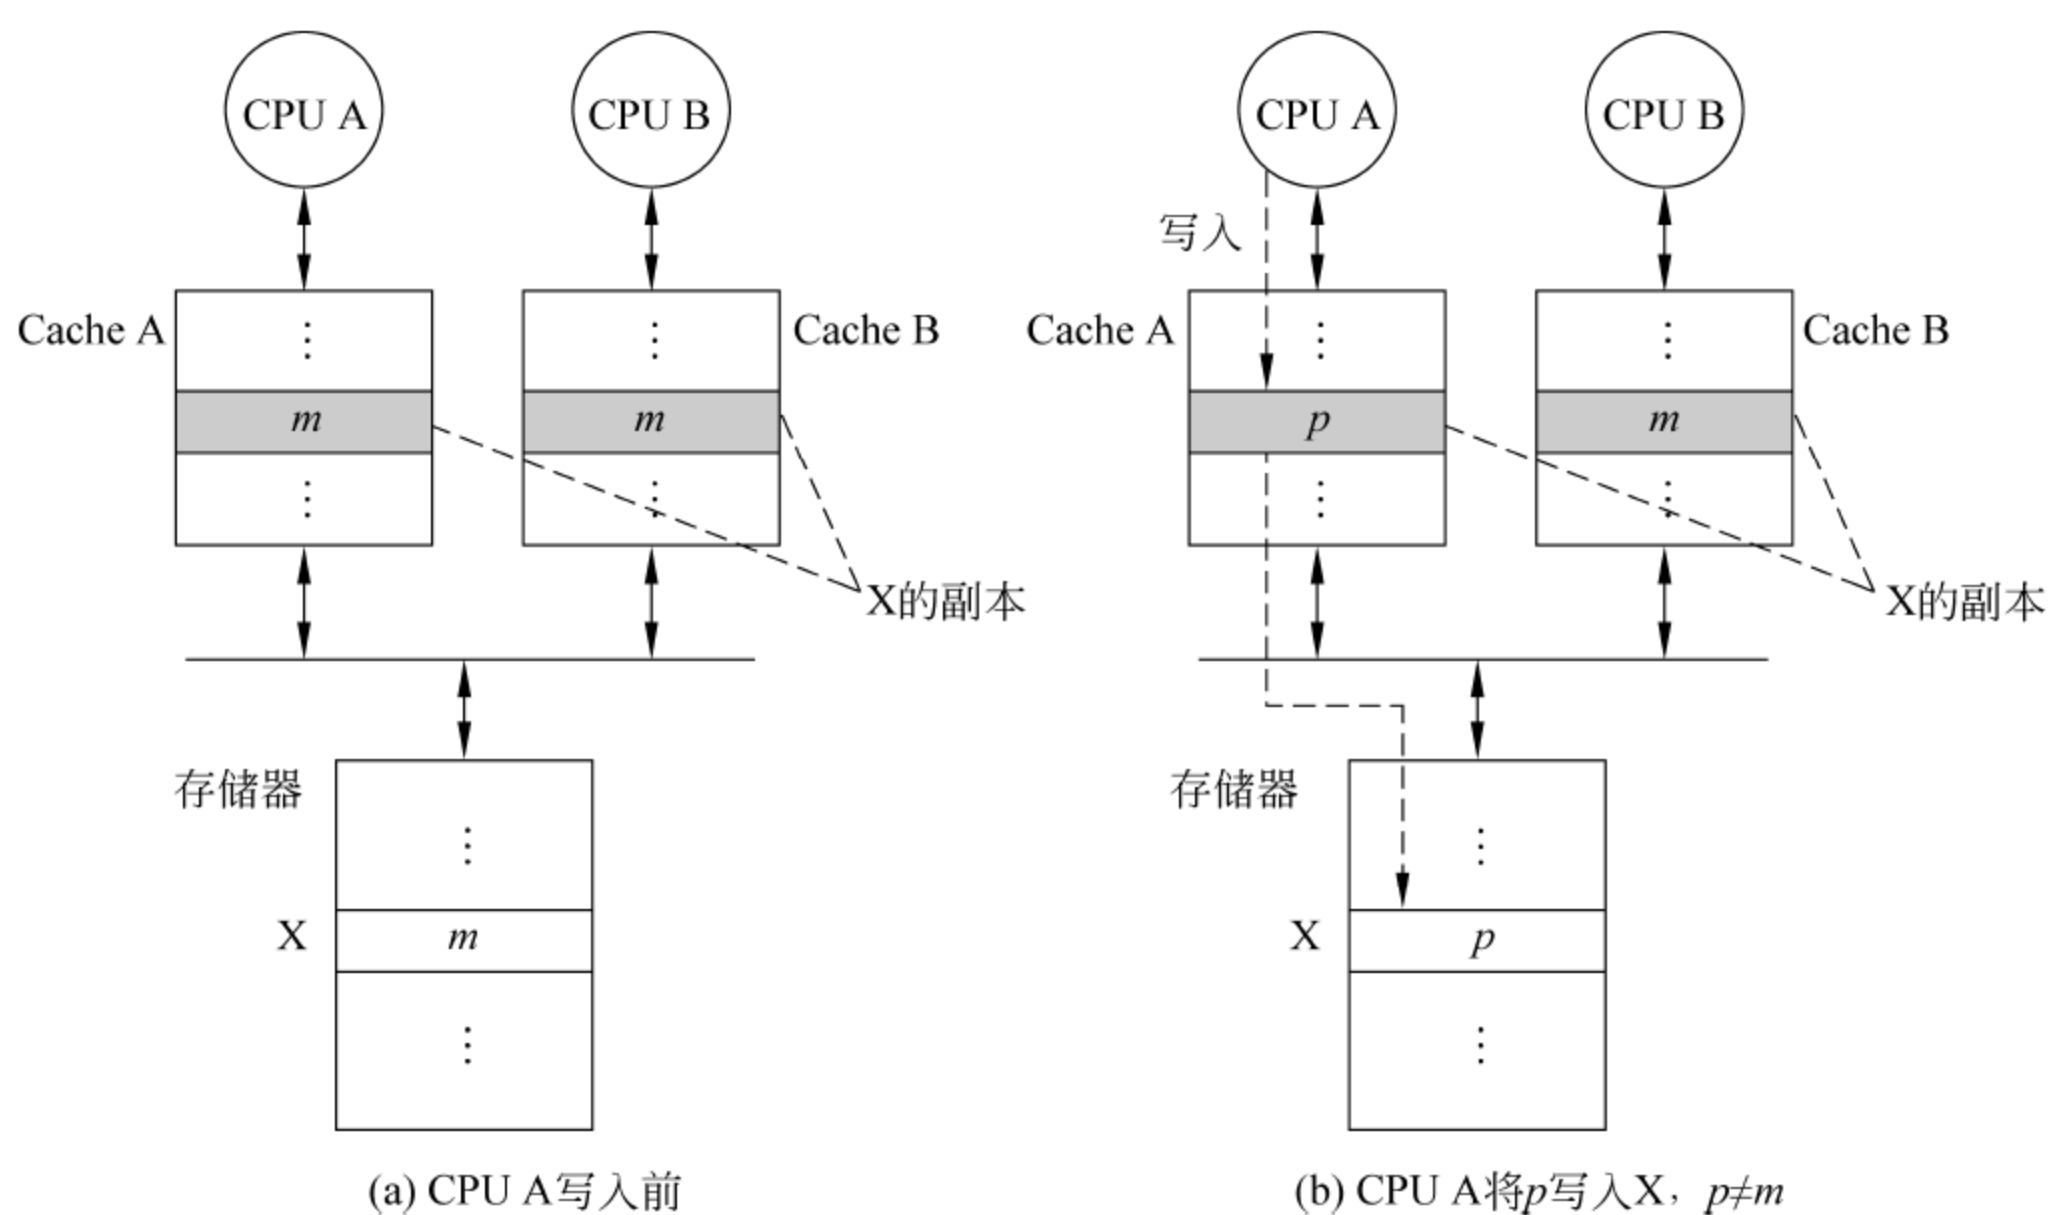 CPU A
CPU B
Cache A
Cache B
⋮
⋮
m
m
⋮
⋮
X的副本
存储器
⋮
X
m
⋮
(a) CPU A写入前
CPU A
CPU B
写入
Cache A
Cache B
⋮
⋮
p
m
⋮
⋮
X的副本
存储器
⋮
X
p
⋮
(b) CPU A将p写入X，p≠m